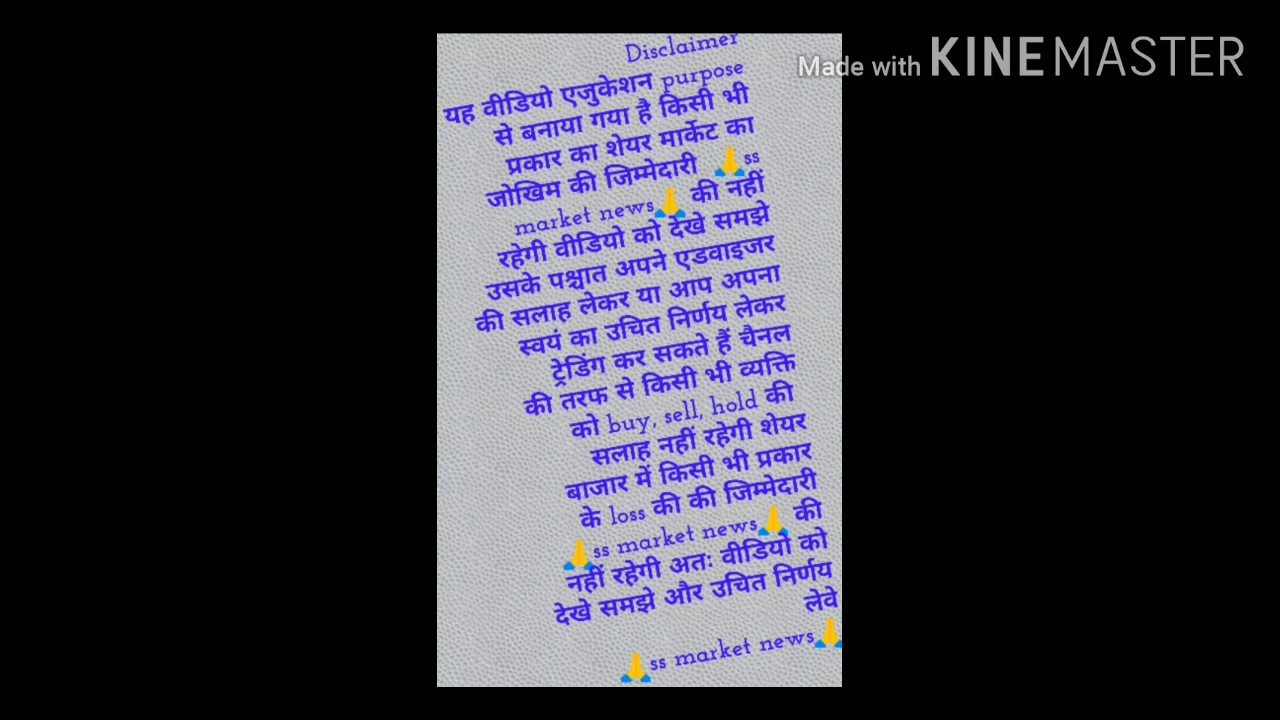 Disclaimer
Made with KINEMASTER
यह वीडियो एजुकेशन purpose
से बनाया गया है किसी भी
प्रकार का शेयर मार्केट का
जोखिम की जिम्मेदारी 🙏ss
market news🙏 की नहीं
रहेगी वीडियो को देखे समझे
उसके पश्चात अपने एडवाइजर
की सलाह लेकर या आप अपना
स्वयं का उचित निर्णय लेकर
ट्रेडिंग कर सकते हैं चैनल
की तरफ से किसी भी व्यक्ति
को buy, sell, hold की
सलाह नहीं रहेगी शेयर
बाजार में किसी भी प्रकार
के loss की की जिम्मेदारी
🙏ss market news🙏 की
नहीं रहेगी अतः वीडियो को
देखे समझे और उचित निर्णय
लेवे
🙏ss market news🙏